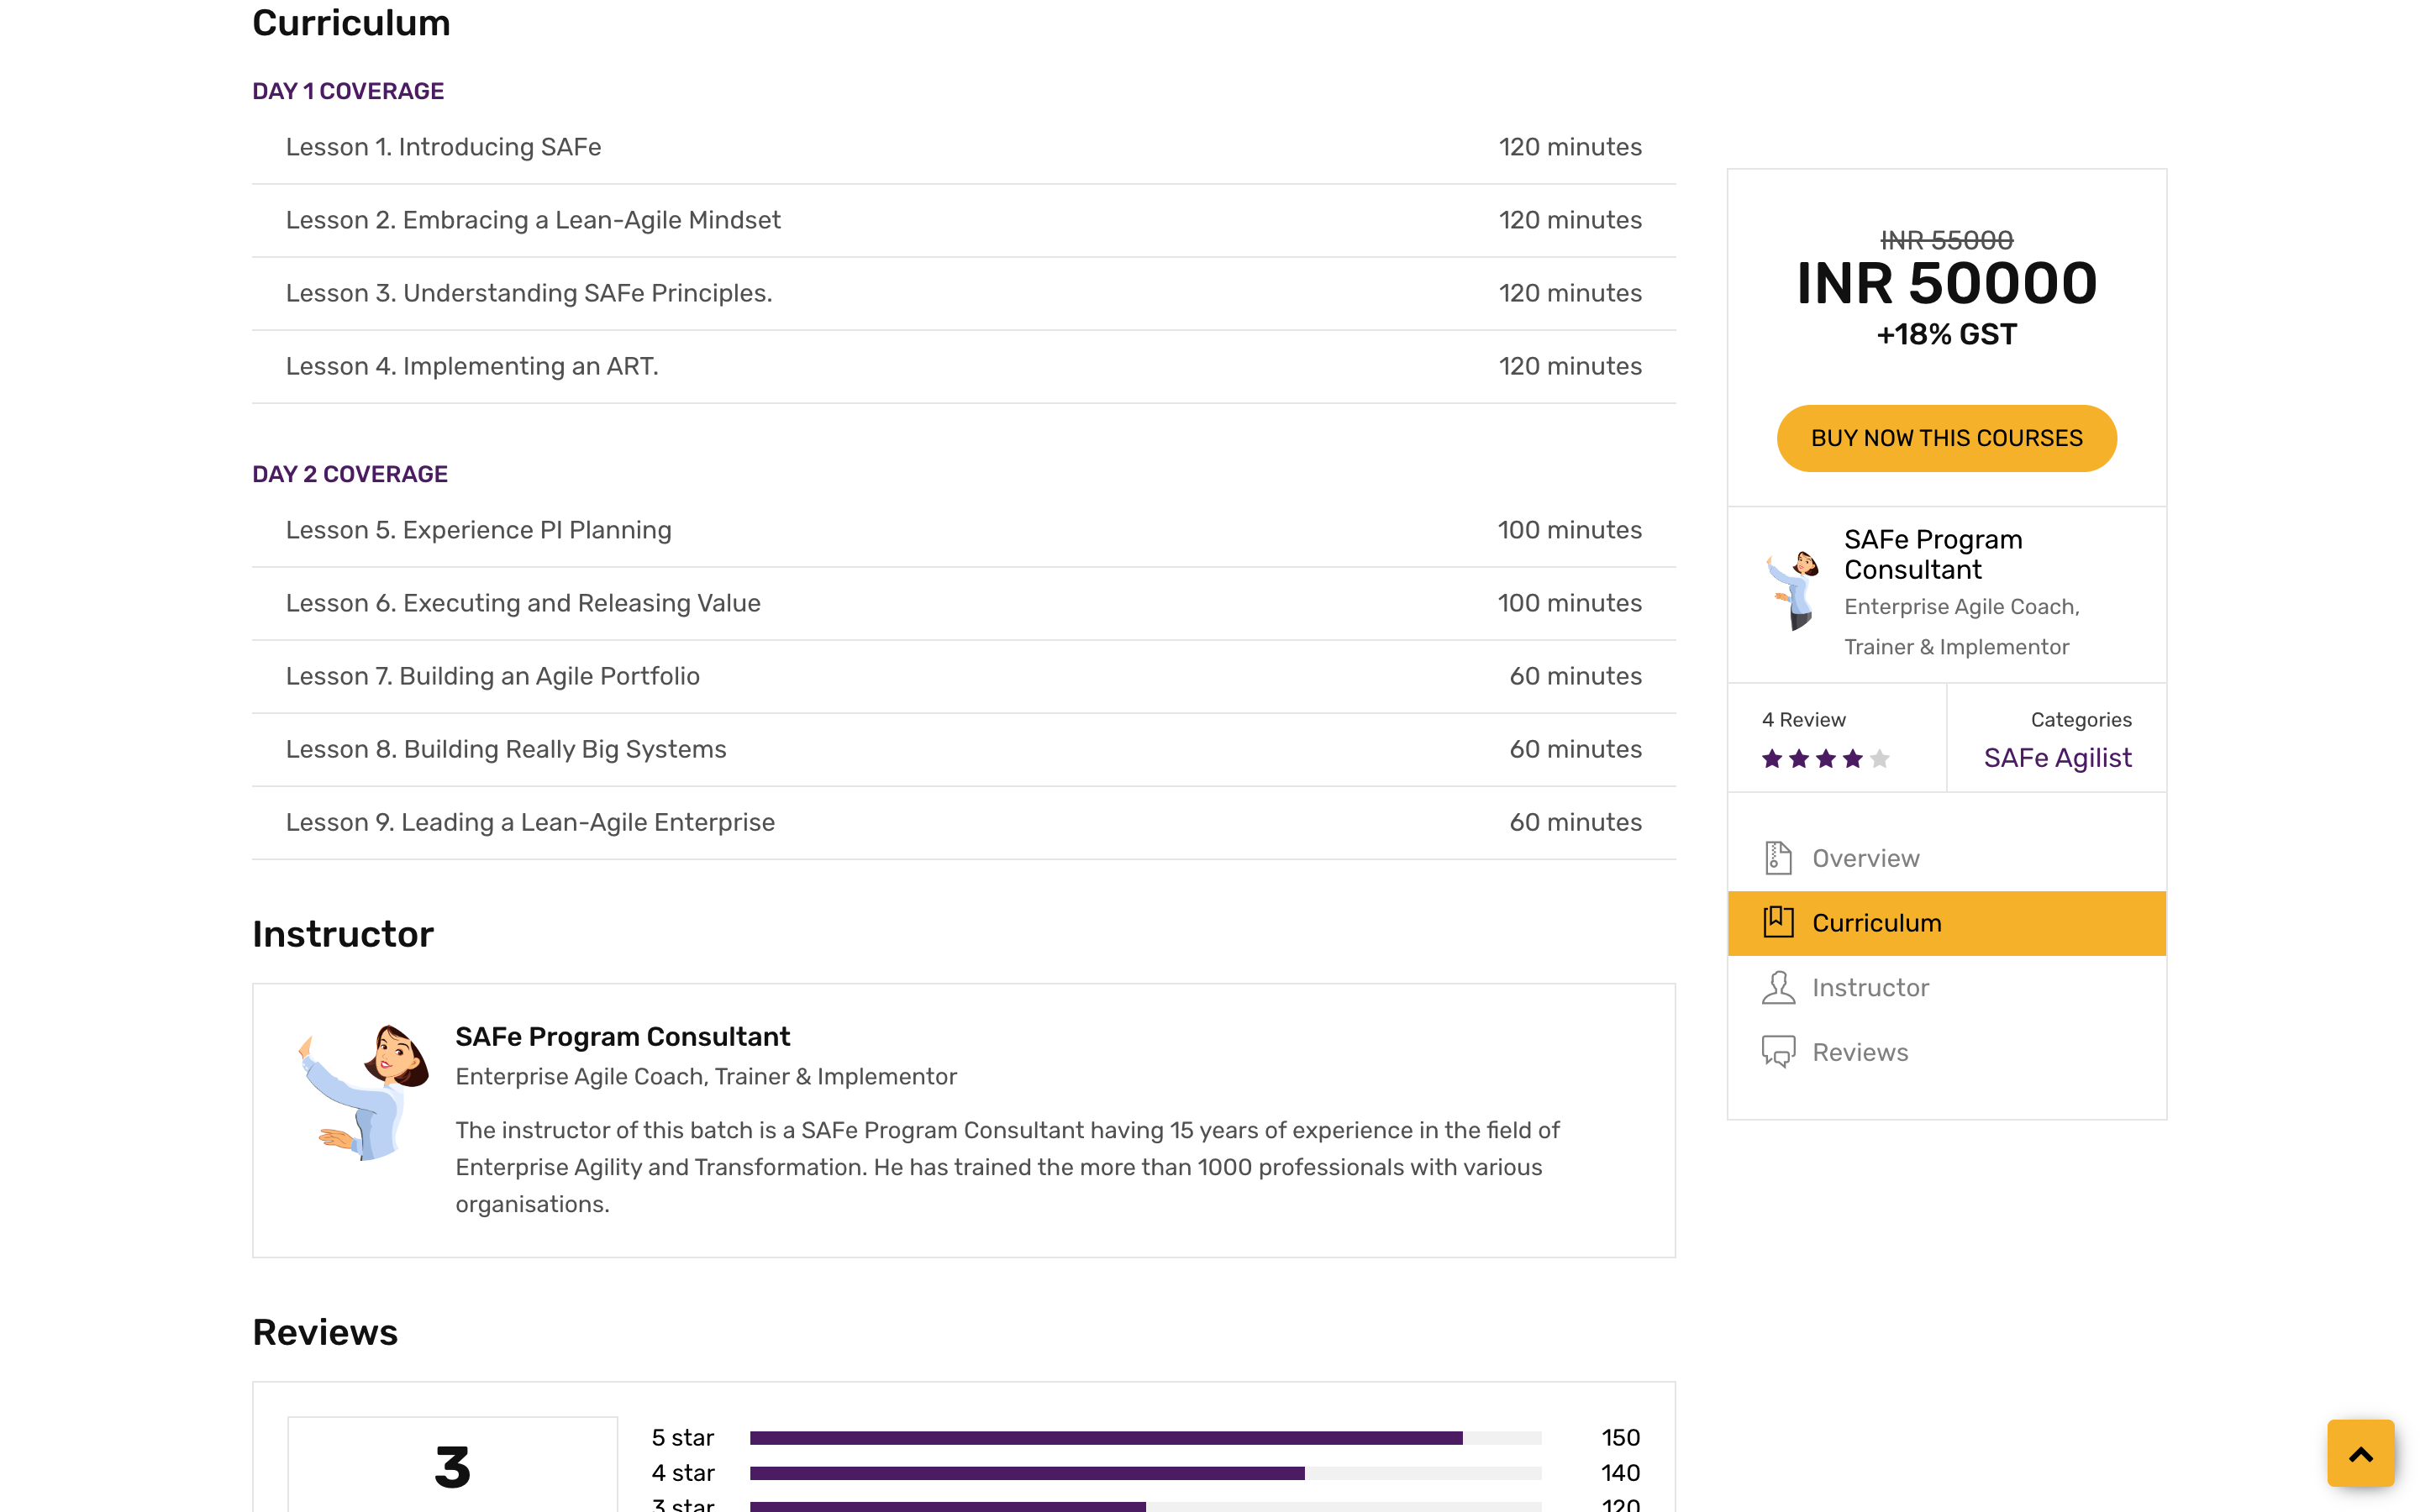 Curriculum
DAY 1 COVERAGE
Lesson 1. Introducing SAFe 120 minutes
Lesson 2. Embracing a Lean-Agile Mindset 120 minutes
Lesson 3. Understanding SAFe Principles. 120 minutes
Lesson 4. Implementing an ART. 120 minutes
DAY 2 COVERAGE
Lesson 5. Experience PI Planning 100 minutes
Lesson 6. Executing and Releasing Value 100 minutes
Lesson 7. Building an Agile Portfolio 60 minutes
Lesson 8. Building Really Big Systems 60 minutes
Lesson 9. Leading a Lean-Agile Enterprise 60 minutes
Instructor
SAFe Program Consultant
Enterprise Agile Coach, Trainer & Implementor
The instructor of this batch is a SAFe Program Consultant having 15 years of experience in the field of
Enterprise Agility and Transformation. He has trained the more than 1000 professionals with various
organisations.
Reviews
3
5 star 150
4 star 140
3 star 120
INR 55000
INR 50000
+18% GST
BUY NOW THIS COURSES
SAFe Program
Consultant
Enterprise Agile Coach,
Trainer & Implementor
4 Review
Categories
SAFe Agilist
Overview
Curriculum
Instructor
Reviews